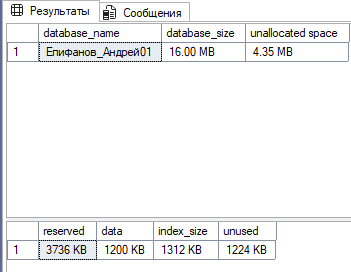 Результаты Сообщения
database_name database_size unallocated space
1 Епифанов_Андрей01 16.00 MB 4.35 MB
reserved data index_size unused
1 3736 KB 1200 KB 1312 KB 1224 KB